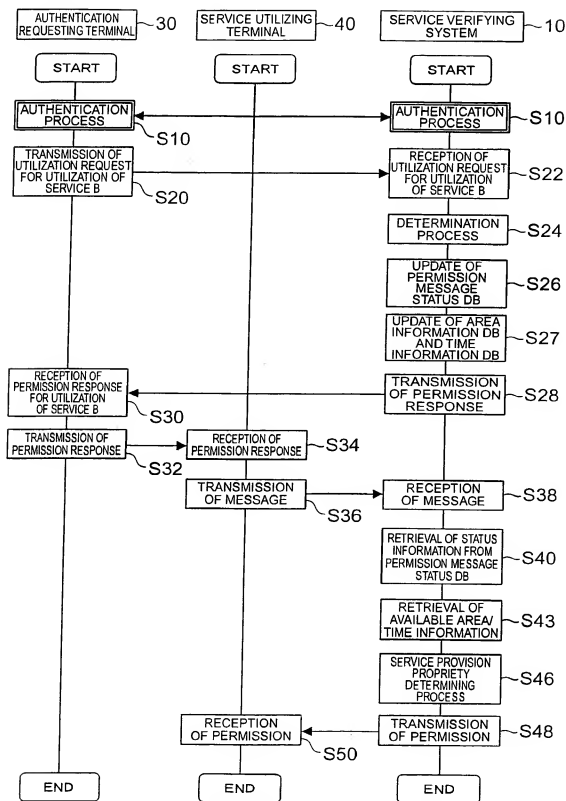 AUTHENTICATION
REQUESTING TERMINAL
30
SERVICE UTILIZING
TERMINAL
40
SERVICE VERIFYING
SYSTEM
10
START
START
START
AUTHENTICATION
PROCESS
S10
AUTHENTICATION
PROCESS
S10
TRANSMISSION OF
UTILIZATION REQUEST
FOR UTILIZATION OF
SERVICE B
S20
RECEPTION OF
UTILIZATION REQUEST
FOR UTILIZATION
OF SERVICE B
S22
DETERMINATION
PROCESS
S24
UPDATE OF
PERMISSION
MESSAGE
STATUS DB
S26
UPDATE OF AREA
INFORMATION DB
AND TIME
INFORMATION DB
S27
RECEPTION OF
PERMISSION RESPONSE
FOR UTILIZATION
OF SERVICE B
S30
TRANSMISSION
OF PERMISSION
RESPONSE
S28
TRANSMISSION OF
PERMISSION RESPONSE
S32
RECEPTION OF
PERMISSION RESPONSE
S34
TRANSMISSION
OF MESSAGE
S36
RECEPTION
OF MESSAGE
S38
RETRIEVAL OF STATUS
INFORMATION FROM
PERMISSION MESSAGE
STATUS DB
S40
RETRIEVAL OF
AVAILABLE AREA/
TIME INFORMATION
S43
SERVICE PROVISION
PROPRIETY
DETERMINING
PROCESS
S46
RECEPTION
OF PERMISSION
S50
TRANSMISSION
OF PERMISSION
S48
END
END
END